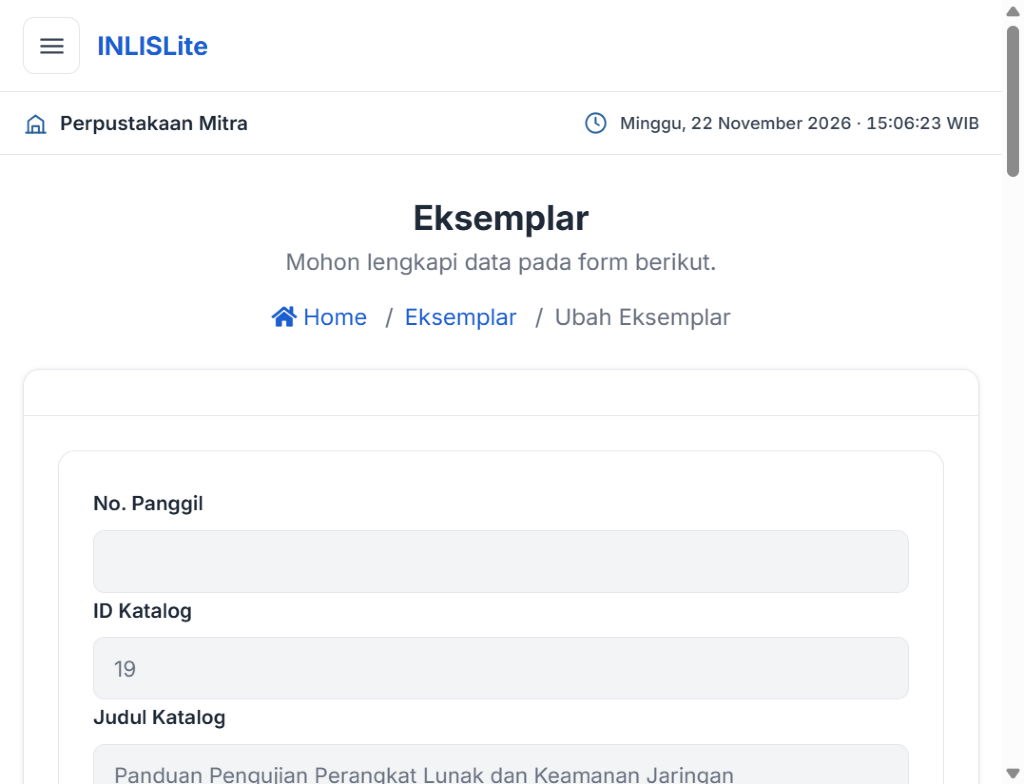 INLISLite
Perpustakaan Mitra
Minggu, 22 November 2026 · 15:06:23 WIB
Eksemplar
Mohon lengkapi data pada form berikut.
Home / Eksemplar / Ubah Eksemplar
No. Panggil
ID Katalog
19
Judul Katalog
Panduan Pengujian Perangkat Lunak dan Keamanan Jaringan